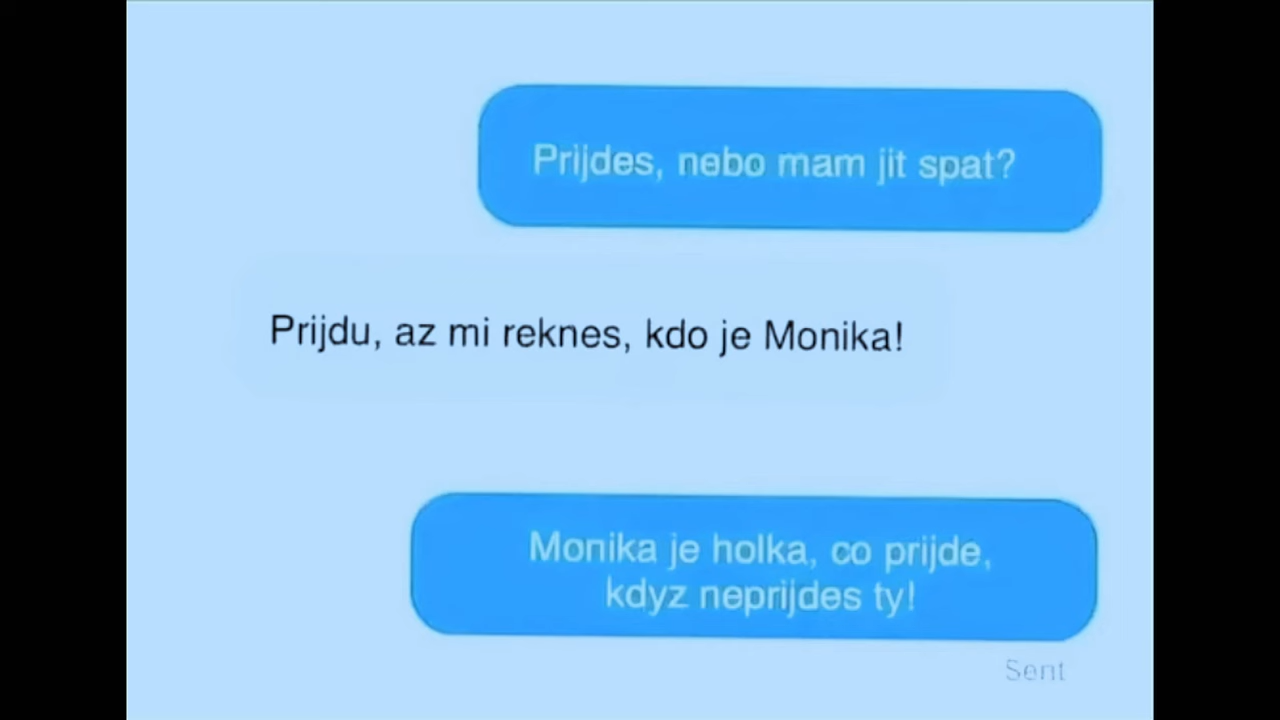 Prijdes, nebo mam jit spat?
Prijdu, az mi reknes, kdo je Monika!
Monika je holka, co prijde,
kdyz neprijdes ty!
Sent